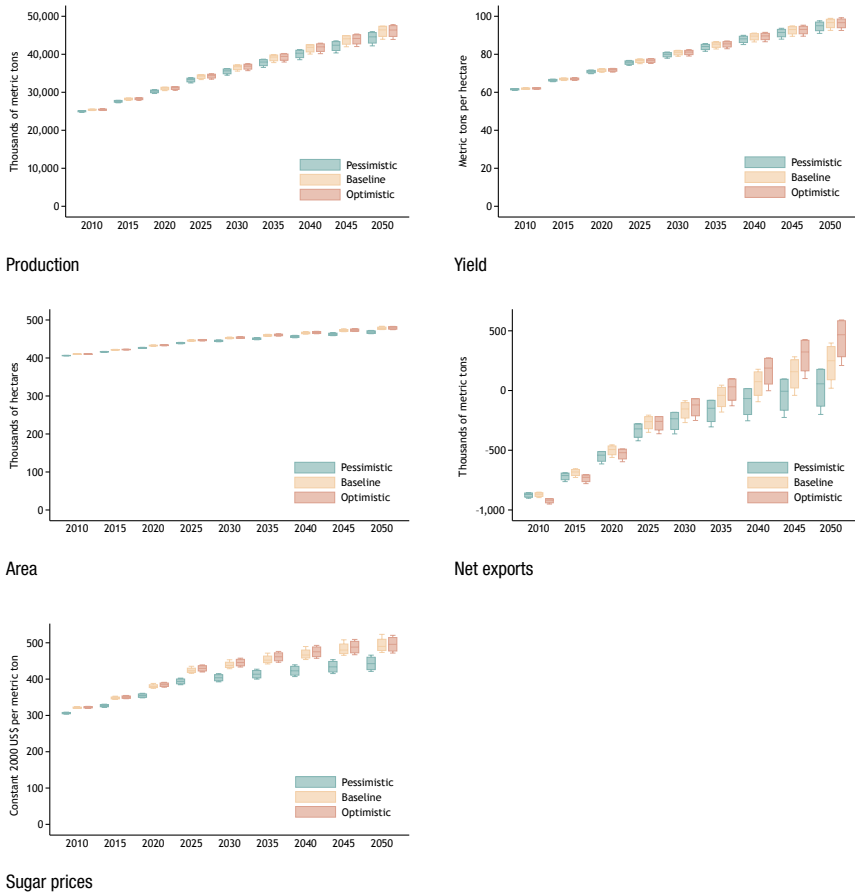 50,000
40,000
30,000
20,000
10,000
0
Thousands of metric tons
Pessimistic
Baseline
Optimistic
2010 2015 2020 2025 2030 2035 2040 2045 2050
Production
100
80
60
40
20
0
Metric tons per hectare
Pessimistic
Baseline
Optimistic
2010 2015 2020 2025 2030 2035 2040 2045 2050
Yield
500
400
300
200
100
0
Thousands of hectares
Pessimistic
Baseline
Optimistic
2010 2015 2020 2025 2030 2035 2040 2045 2050
Area
500
0
-500
-1,000
Thousands of metric tons
Pessimistic
Baseline
Optimistic
2010 2015 2020 2025 2030 2035 2040 2045 2050
Net exports
500
400
300
200
100
0
Constant 2000 US$ per metric ton
Pessimistic
Baseline
Optimistic
2010 2015 2020 2025 2030 2035 2040 2045 2050
Sugar prices